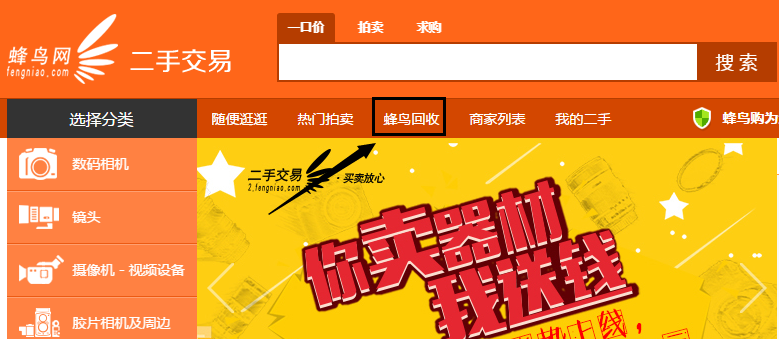 一口价 拍卖 求购
蜂鸟网
fengniao.com
二手交易
搜 索
选择分类
随便逛逛 热门拍卖 蜂鸟回收 商家列表 我的二手
蜂鸟购为
数码相机
镜头
摄像机 - 视频设备
胶片相机及周边
二手交易
2.fengniao.com
·买卖放心
你卖器材
我送钱
上线,